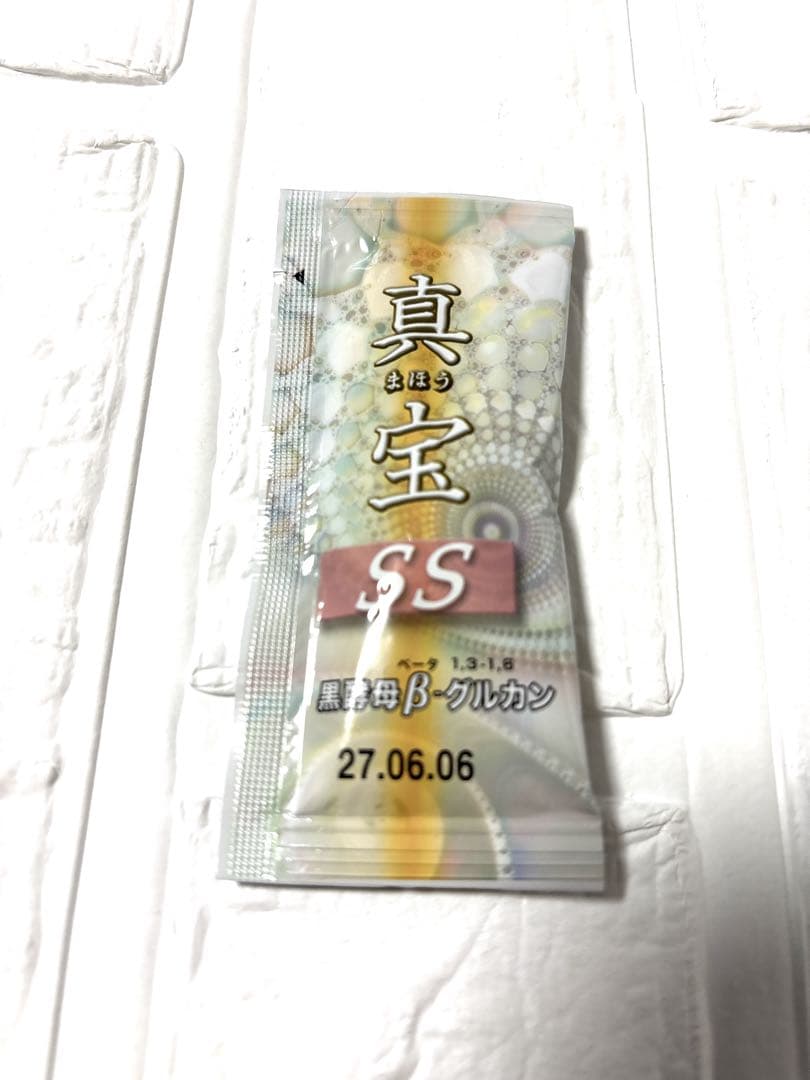 真
まほう
宝
SS
ベータ 1,3-1,6
黒酵母β-グルカン
27.06.06